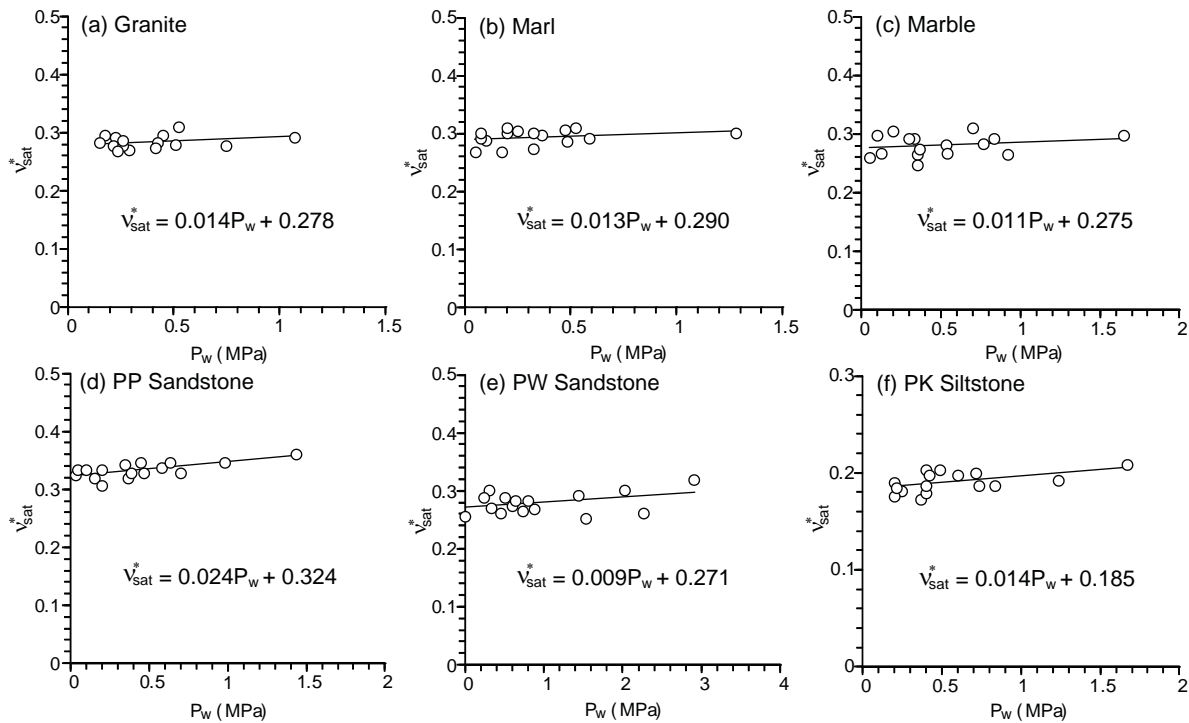 (a) Granite
0.5
0.4
0.3
0.2
0.1
0
ν*sat
ν*sat = 0.014Pw + 0.278
0 0.5 1 1.5
Pw (MPa)
(b) Marl
0.5
0.4
0.3
0.2
0.1
0
ν*sat
ν*sat = 0.013Pw + 0.290
0 0.5 1 1.5
Pw (MPa)
(c) Marble
0.5
0.4
0.3
0.2
0.1
0
ν*sat
ν*sat = 0.011Pw + 0.275
0 0.5 1 1.5 2
Pw (MPa)
(d) PP Sandstone
0.5
0.4
0.3
0.2
0.1
0
ν*sat
ν*sat = 0.024Pw + 0.324
0 0.5 1 1.5 2
Pw (MPa)
(e) PW Sandstone
0.5
0.4
0.3
0.2
0.1
0
ν*sat
ν*sat = 0.009Pw + 0.271
0 1 2 3 4
Pw (MPa)
(f) PK Siltstone
0.3
0.2
0.1
0
ν*sat
ν*sat = 0.014Pw + 0.185
0 0.5 1 1.5 2
Pw (MPa)